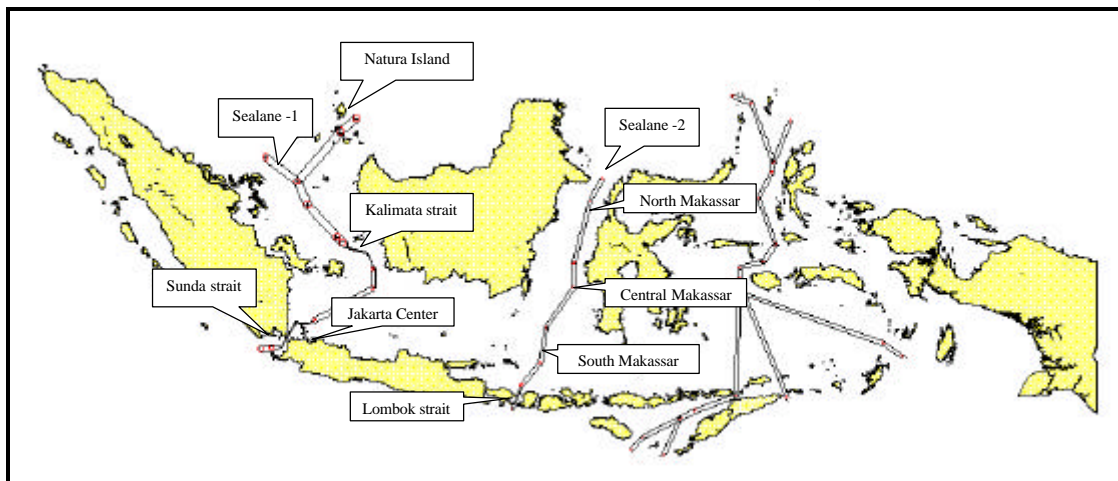 Natura Island
Sealane -1
Sealane -2
North Makassar
Kalimata strait
Sunda strait
Jakarta Center
Central Makassar
South Makassar
Lombok strait